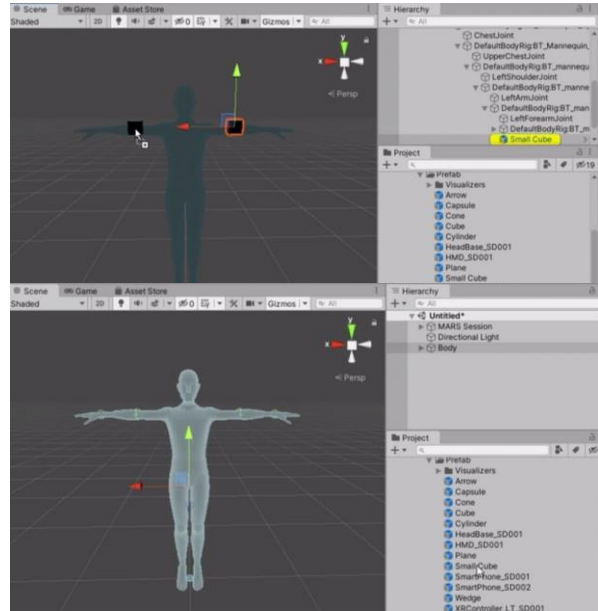 Scene Game Asset Store
Shaded 2D 0 Gizmos All
y
x
Persp
Hierarchy
All
ChestJoint
DefaultBodyRig:BT_Mannequin_
UpperChestJoint
DefaultBodyRig:BT_mannequ
LeftShoulderJoint
DefaultBodyRig:BT_manne
LeftArmJoint
DefaultBodyRig:BT_man
LeftForearmJoint
DefaultBodyRig:BT_m
Small Cube
Project
19
Prefab
Visualizers
Arrow
Capsule
Cone
Cube
Cylinder
HeadBase_SD001
HMD_SD001
Plane
Small Cube
Scene Game Asset Store
Shaded 2D 0 Gizmos All
y
x
Persp
Hierarchy
All
Untitled*
MARS Session
Directional Light
Body
Project
Prefab
Visualizers
Arrow
Capsule
Cone
Cube
Cylinder
HeadBase_SD001
HMD_SD001
Plane
Small Cube
SmartPhone_SD001
SmartPhone_SD002
Wedge
XRController_LT_SD001